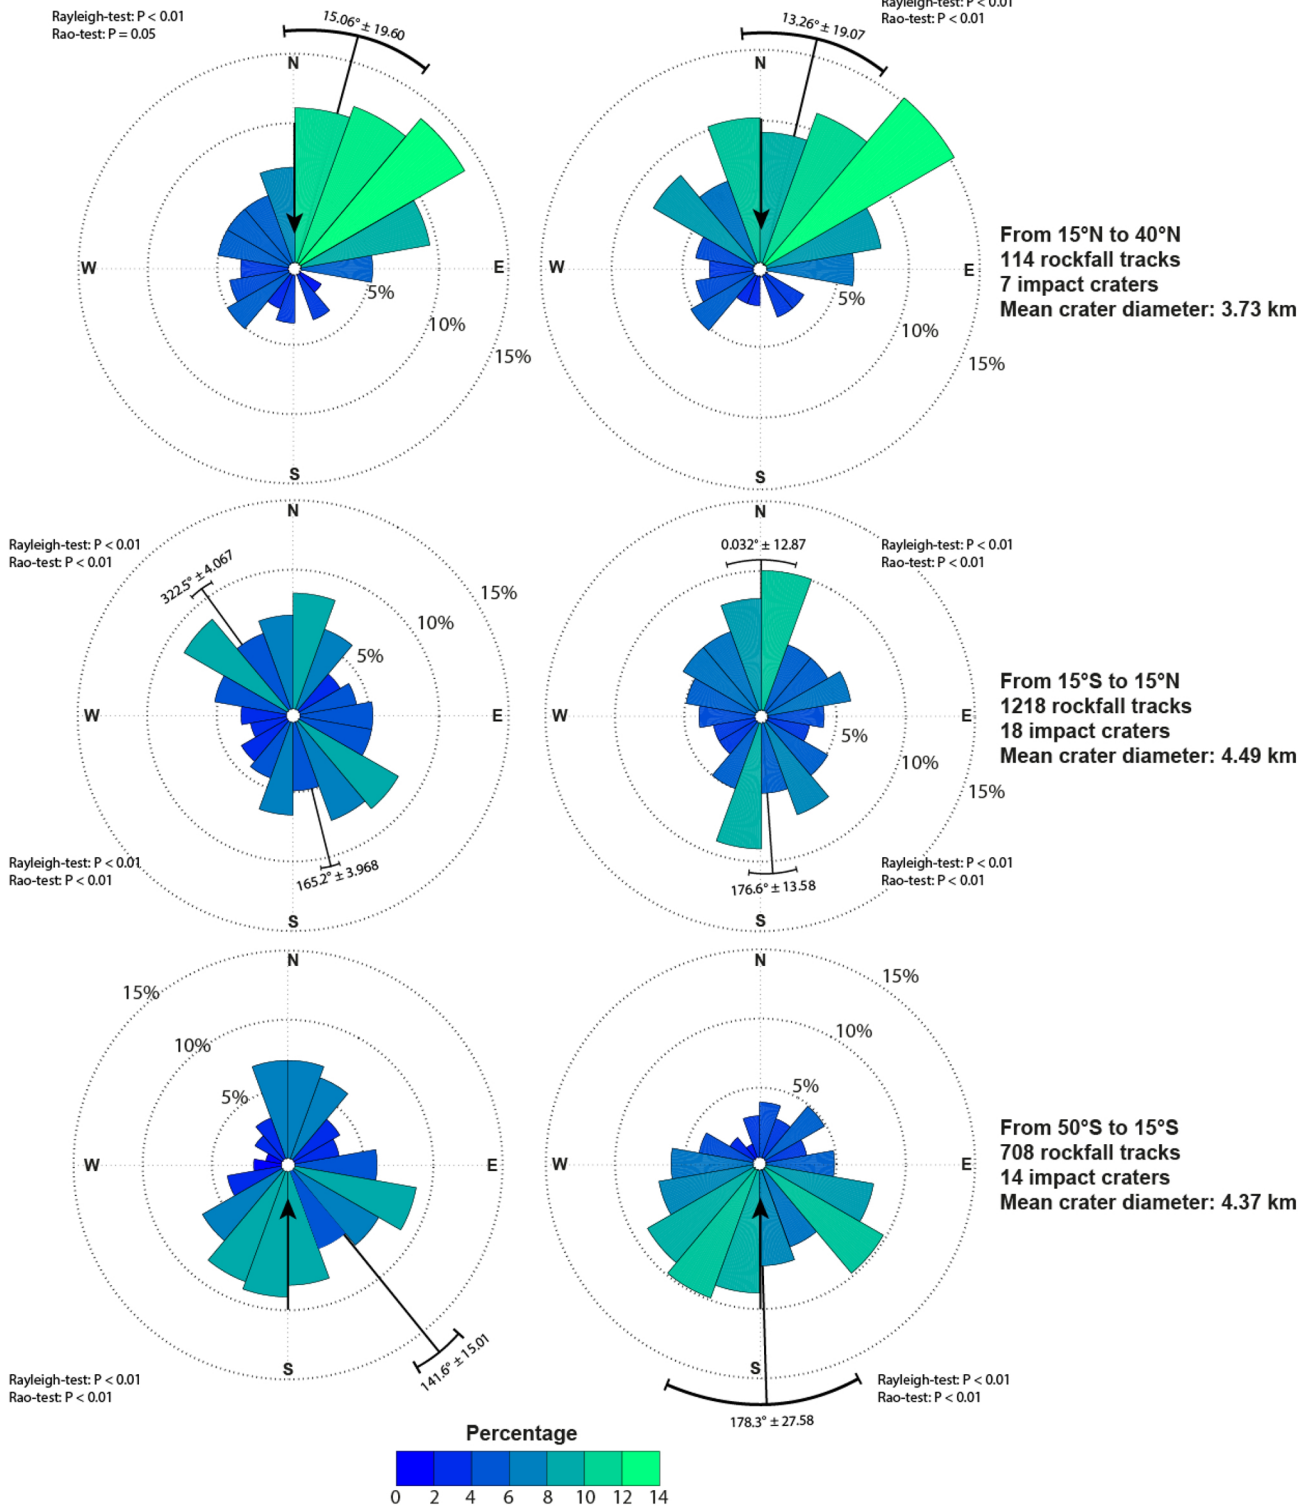 Rayleigh-test: P < 0.01
Rao-test: P = 0.05
15.06° ± 19.60
N
W
E
S
5%
10%
15%
Rayleigh-test: P < 0.01
Rao-test: P < 0.01
13.26° ± 19.07
N
W
E
S
5%
10%
15%
From 15°N to 40°N
114 rockfall tracks
7 impact craters
Mean crater diameter: 3.73 km
Rayleigh-test: P < 0.01
Rao-test: P < 0.01
322.5° ± 4.067
N
15%
10%
5%
W
E
Rayleigh-test: P < 0.01
Rao-test: P < 0.01
165.2° ± 3.968
S
N
0.032° ± 12.87
Rayleigh-test: P < 0.01
Rao-test: P < 0.01
W
E
5%
10%
15%
Rayleigh-test: P < 0.01
Rao-test: P < 0.01
176.6° ± 13.58
S
From 15°S to 15°N
1218 rockfall tracks
18 impact craters
Mean crater diameter: 4.49 km
N
15%
10%
5%
W
E
S
141.6° ± 15.01
Rayleigh-test: P < 0.01
Rao-test: P < 0.01
N
15%
10%
5%
W
E
S
Rayleigh-test: P < 0.01
Rao-test: P < 0.01
178.3° ± 27.58
From 50°S to 15°S
708 rockfall tracks
14 impact craters
Mean crater diameter: 4.37 km
Percentage
0 2 4 6 8 10 12 14